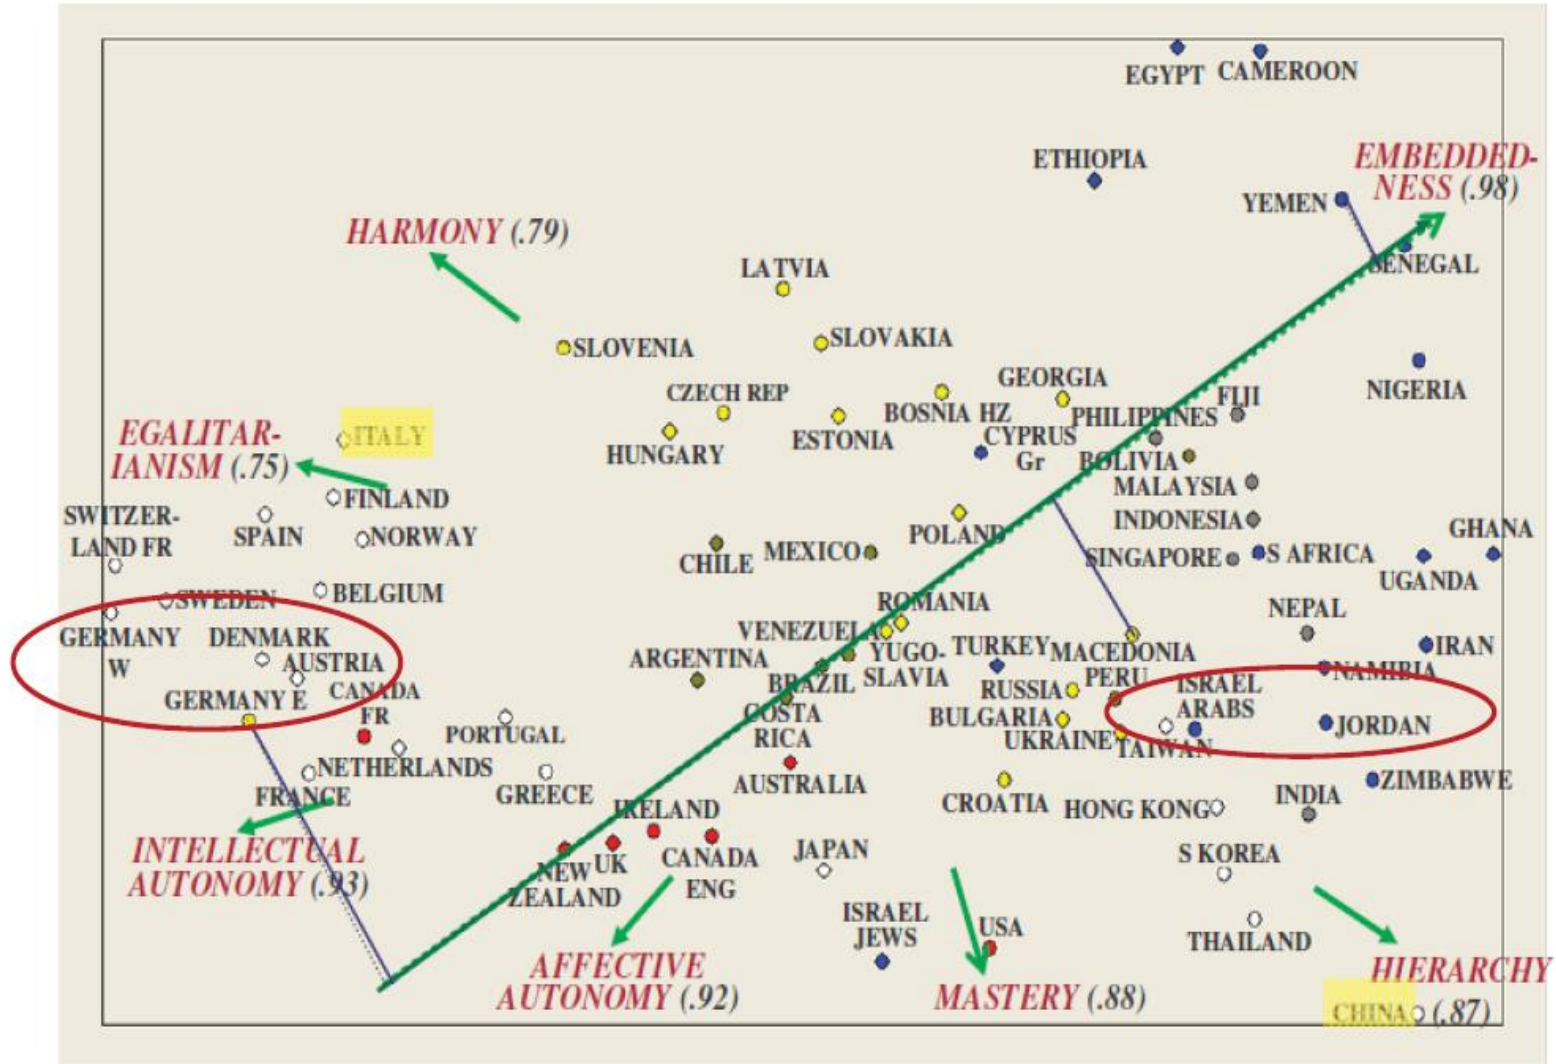 EGYPT
CAMEROON
ETHIOPIA
EMBEDDED-
NESS (.98)
YEMEN
SENEGAL
HARMONY (.79)
LATVIA
SLOVAKIA
SLOVENIA
GEORGIA
CZECH REP
BOSNIA HZ
PHILIPPINES
FIJI
NIGERIA
EGALITAR-
IANISM (.75)
ITALY
HUNGARY
ESTONIA
CYPRUS
Gr
BOLIVIA
MALAYSIA
FINLAND
SWITZER-
LAND FR
SPAIN
NORWAY
POLAND
INDONESIA
GHANA
CHILE
MEXICO
SINGAPORE
S AFRICA
UGANDA
BELGIUM
SWEDEN
ROMANIA
NEPAL
GERMANY
W
DENMARK
VENEZUELA
YUGO-
SLAVIA
TURKEY
MACEDONIA
IRAN
AUSTRIA
ARGENTINA
BRAZIL
NAMIBIA
GERMANY E
CANADA
FR
RUSSIA
PERU
ISRAEL
ARABS
COSTA
RICA
BULGARIA
JORDAN
PORTUGAL
UKRAINE
TAIWAN
NETHERLANDS
FRANCE
GREECE
AUSTRALIA
CROATIA
HONG KONG
INDIA
ZIMBABWE
IRELAND
INTELLECTUAL
AUTONOMY (.93)
NEW
ZEALAND
UK
CANADA
ENG
JAPAN
S KOREA
ISRAEL
JEWS
USA
THAILAND
AFFECTIVE
AUTONOMY (.92)
MASTERY (.88)
HIERARCHY
(.87)
CHINA